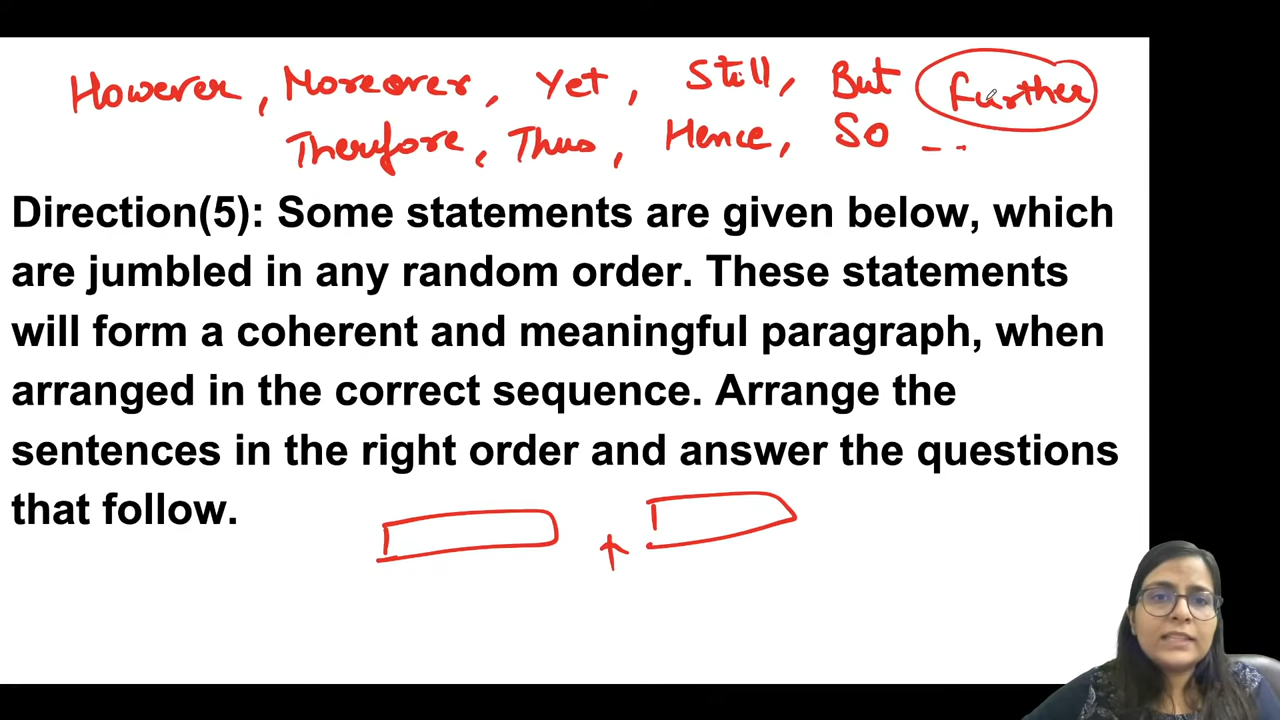 However, Moreover, Yet, Still, But Further
Therefore, Thus, Hence, So ---
Direction(5): Some statements are given below, which
are jumbled in any random order. These statements
will form a coherent and meaningful paragraph, when
arranged in the correct sequence. Arrange the
sentences in the right order and answer the questions
that follow.